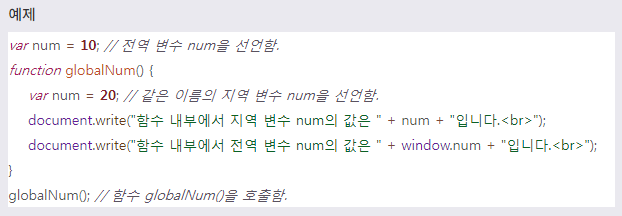 예제
var num = 10; // 전역 변수 num을 선언함.
function globalNum() {
var num = 20; // 같은 이름의 지역 변수 num을 선언함.
document.write("함수 내부에서 지역 변수 num의 값은 " + num + "입니다.<br>");
document.write("함수 내부에서 전역 변수 num의 값은 " + window.num + "입니다.<br>");
}
globalNum(); // 함수 globalNum()을 호출함.